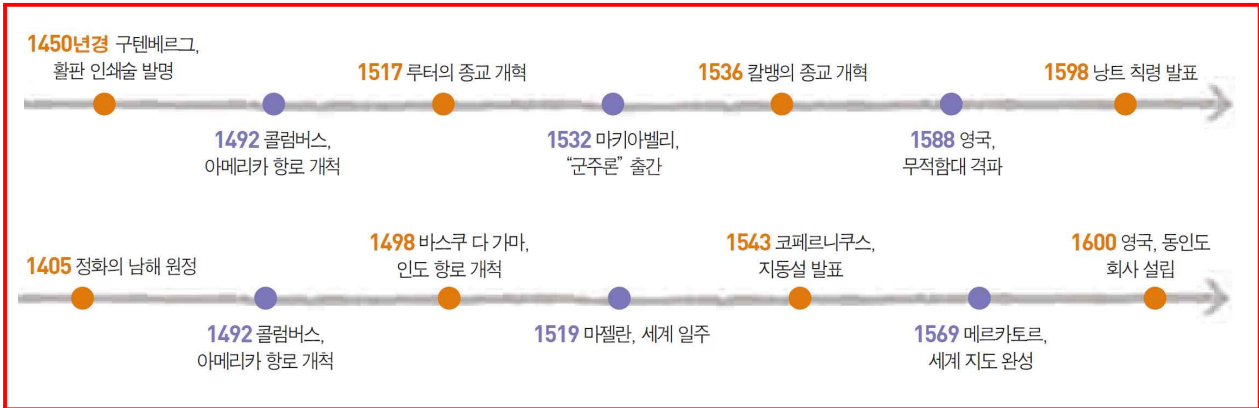 1450년경 구텐베르그,
활판 인쇄술 발명
1517 루터의 종교 개혁
1536 칼뱅의 종교 개혁
1598 낭트 칙령 발표
1492 콜럼버스,
아메리카 항로 개척
1532 마키아벨리,
“군주론” 출간
1588 영국,
무적함대 격파
1405 정화의 남해 원정
1498 바스쿠 다 가마,
인도 항로 개척
1543 코페르니쿠스,
지동설 발표
1600 영국, 동인도
회사 설립
1492 콜럼버스,
아메리카 항로 개척
1519 마젤란, 세계 일주
1569 메르카토르,
세계 지도 완성